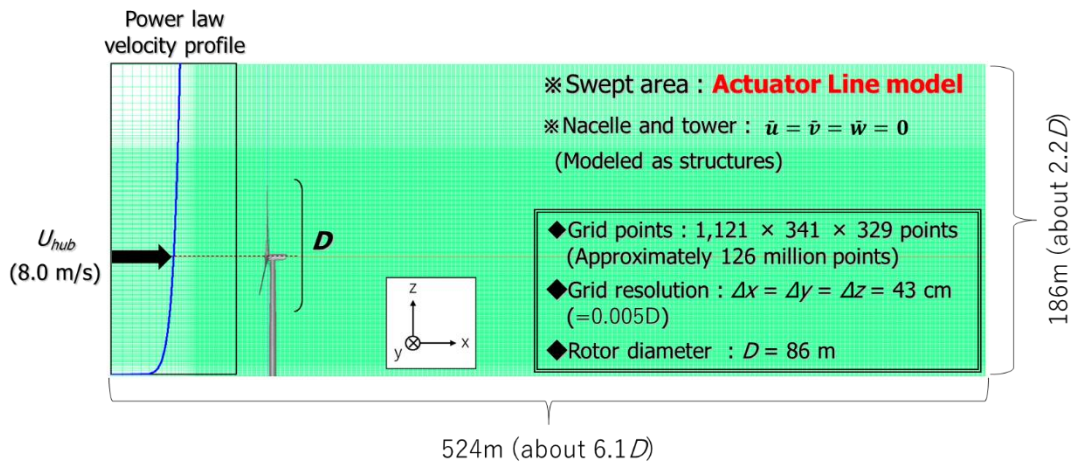 Power law
velocity profile
※Swept area : Actuator Line model
※Nacelle and tower : ū = v̄ = w̄ = 0
(Modeled as structures)
D
U_hub
(8.0 m/s)
z
y
x
◆Grid points : 1,121 × 341 × 329 points
(Approximately 126 million points)
◆Grid resolution : Δx = Δy = Δz = 43 cm
(=0.005D)
◆Rotor diameter : D = 86 m
186m (about 2.2D)
524m (about 6.1D)